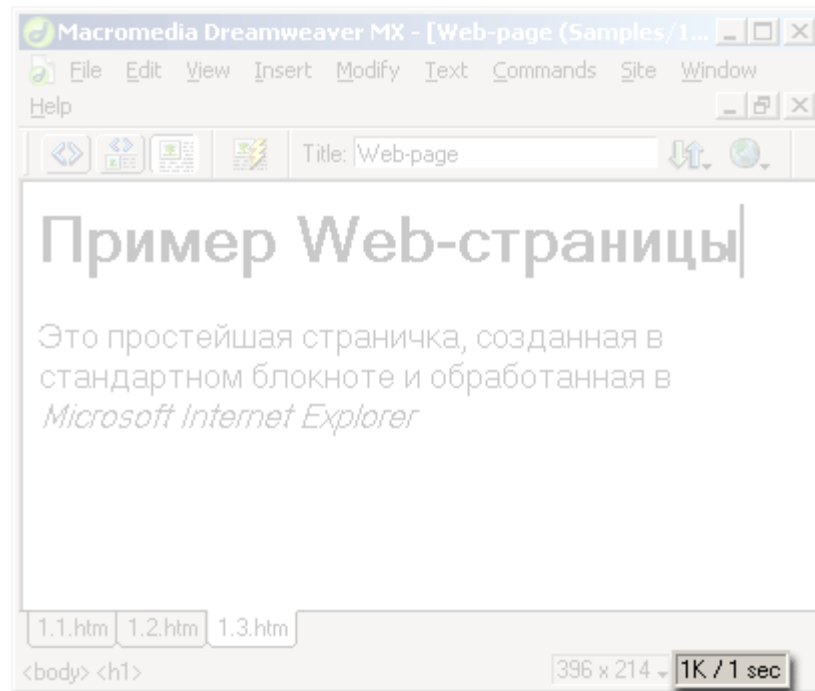 Macromedia Dreamweaver MX - [Web-page (Samples/1...
File Edit View Insert Modify Text Commands Site Window
Help
Title: Web-page
Пример Web-страницы
Это простейшая страничка, созданная в
стандартном блокноте и обработанная в
Microsoft Internet Explorer
1.1.htm 1.2.htm 1.3.htm
<body> <h1> 396 x 214 1K / 1 sec